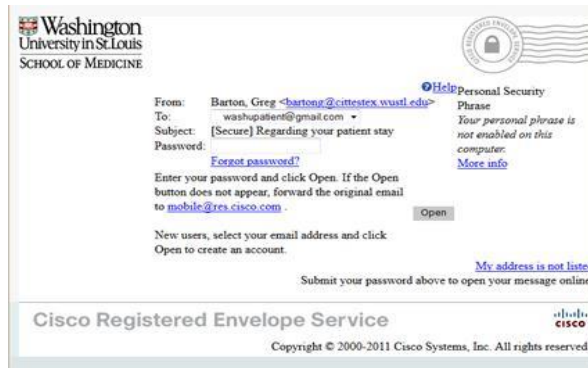 Washington
University in St. Louis
SCHOOL OF MEDICINE
Help
Personal Security
Phrase
Your personal phrase is
not enabled on this
computer.
More info
From: Barton, Greg <bartong@cittestex.wustl.edu>
To: washupatient@gmail.com
Subject: [Secure] Regarding your patient stay
Password:
Forgot password?
Enter your password and click Open. If the Open
button does not appear, forward the original email
to mobile@res.cisco.com .
Open
New users, select your email address and click
Open to create an account.
My address is not liste
Submit your password above to open your message online
Cisco Registered Envelope Service
cisco
Copyright © 2000-2011 Cisco Systems, Inc. All rights reserved